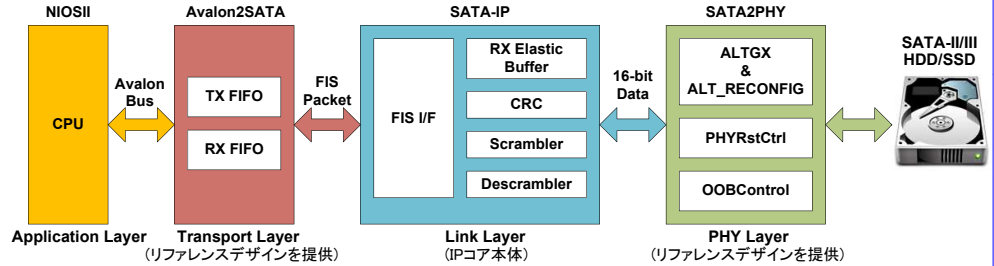 NIOSII
Avalon2SATA
SATA-IP
SATA2PHY
CPU
Avalon
Bus
TX FIFO
RX FIFO
FIS
Packet
FIS I/F
RX Elastic
Buffer
CRC
Scrambler
Descrambler
16-bit
Data
ALTGX
&
ALT_RECONFIG
PHYRstCtrl
OOBControl
SATA-II/III
HDD/SSD
Application Layer
Transport Layer
(リファレンスデザインを提供)
Link Layer
(IPコア本体)
PHY Layer
(リファレンスデザインを提供)